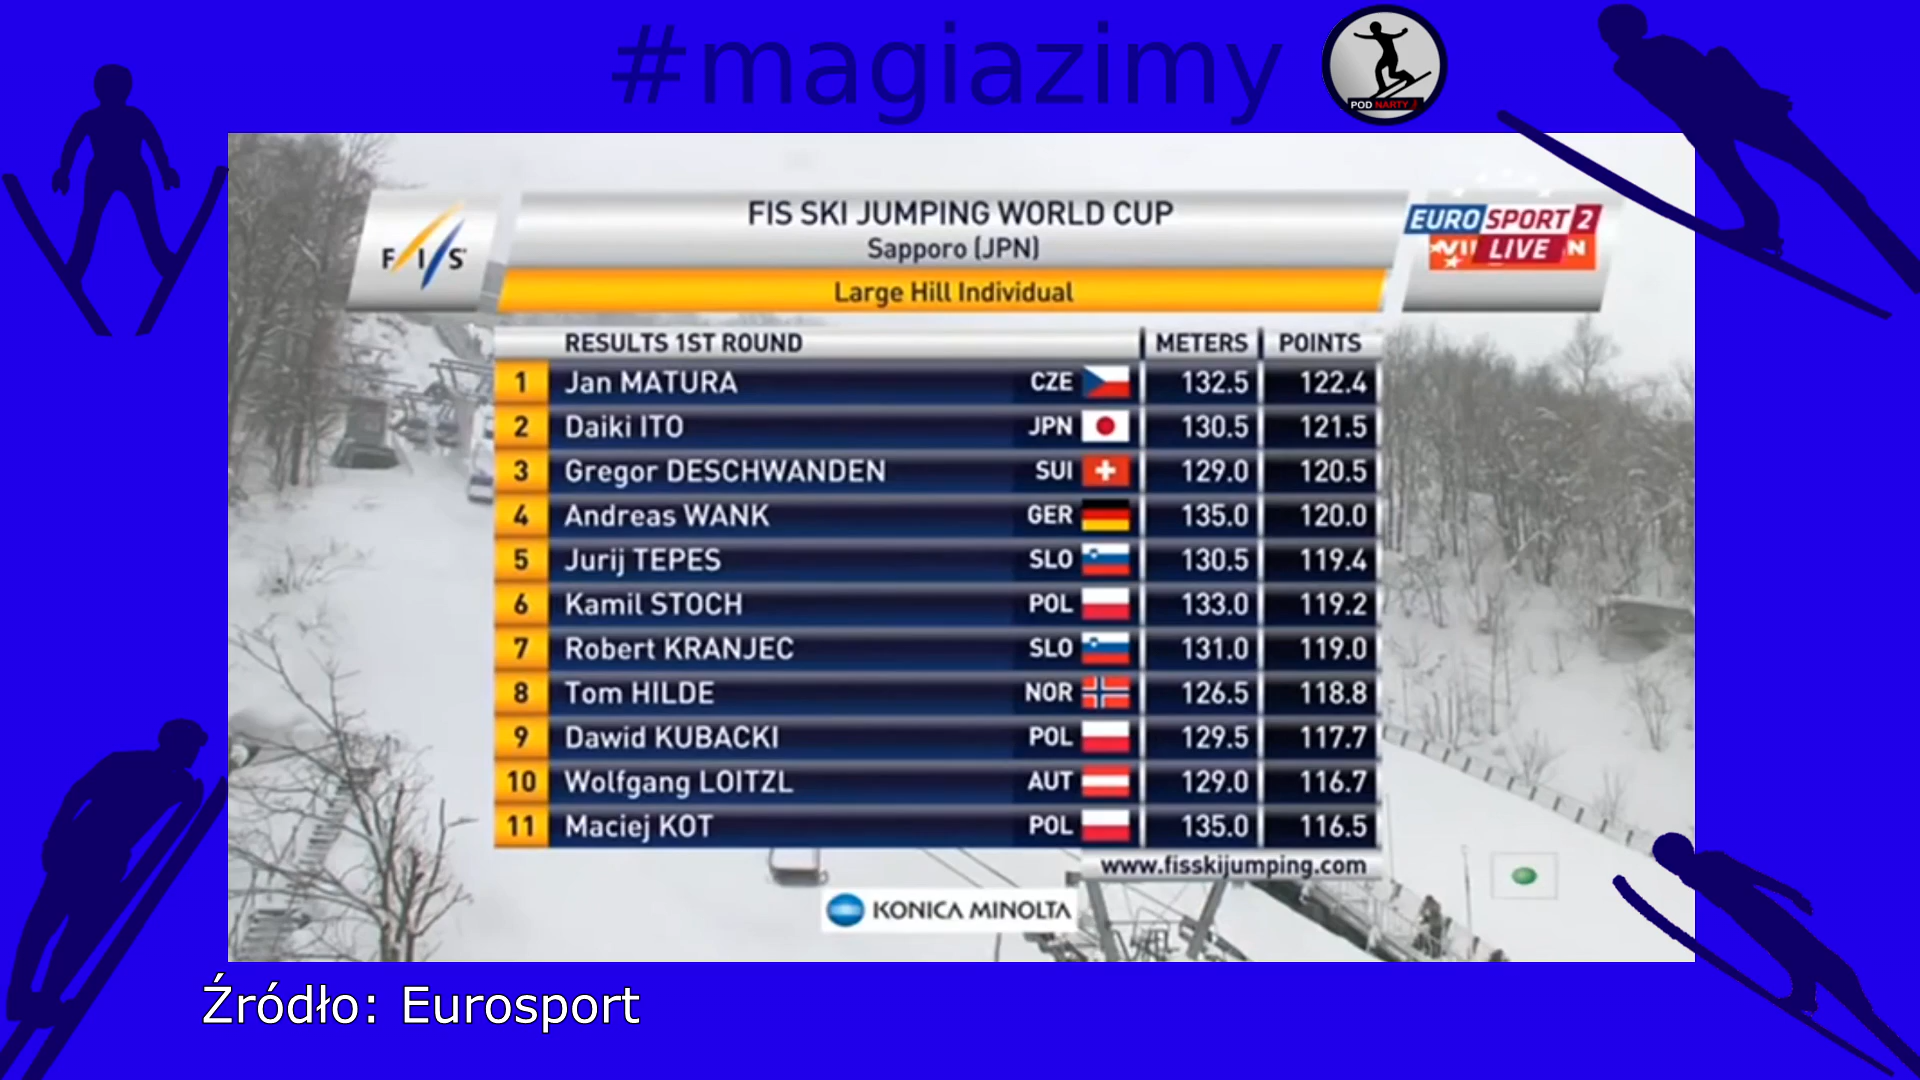 #magiazimy
POD NARTY
FIS
FIS SKI JUMPING WORLD CUP
Sapporo (JPN)
Large Hill Individual
EUROSPORT 2
LIVE
RESULTS 1ST ROUND METERS POINTS
1 Jan MATURA CZE 132.5 122.4
2 Daiki ITO JPN 130.5 121.5
3 Gregor DESCHWANDEN SUI 129.0 120.5
4 Andreas WANK GER 135.0 120.0
5 Jurij TEPES SLO 130.5 119.4
6 Kamil STOCH POL 133.0 119.2
7 Robert KRANJEC SLO 131.0 119.0
8 Tom HILDE NOR 126.5 118.8
9 Dawid KUBACKI POL 129.5 117.7
10 Wolfgang LOITZL AUT 129.0 116.7
11 Maciej KOT POL 135.0 116.5
www.fisskijumping.com
KONICA MINOLTA
Źródło: Eurosport